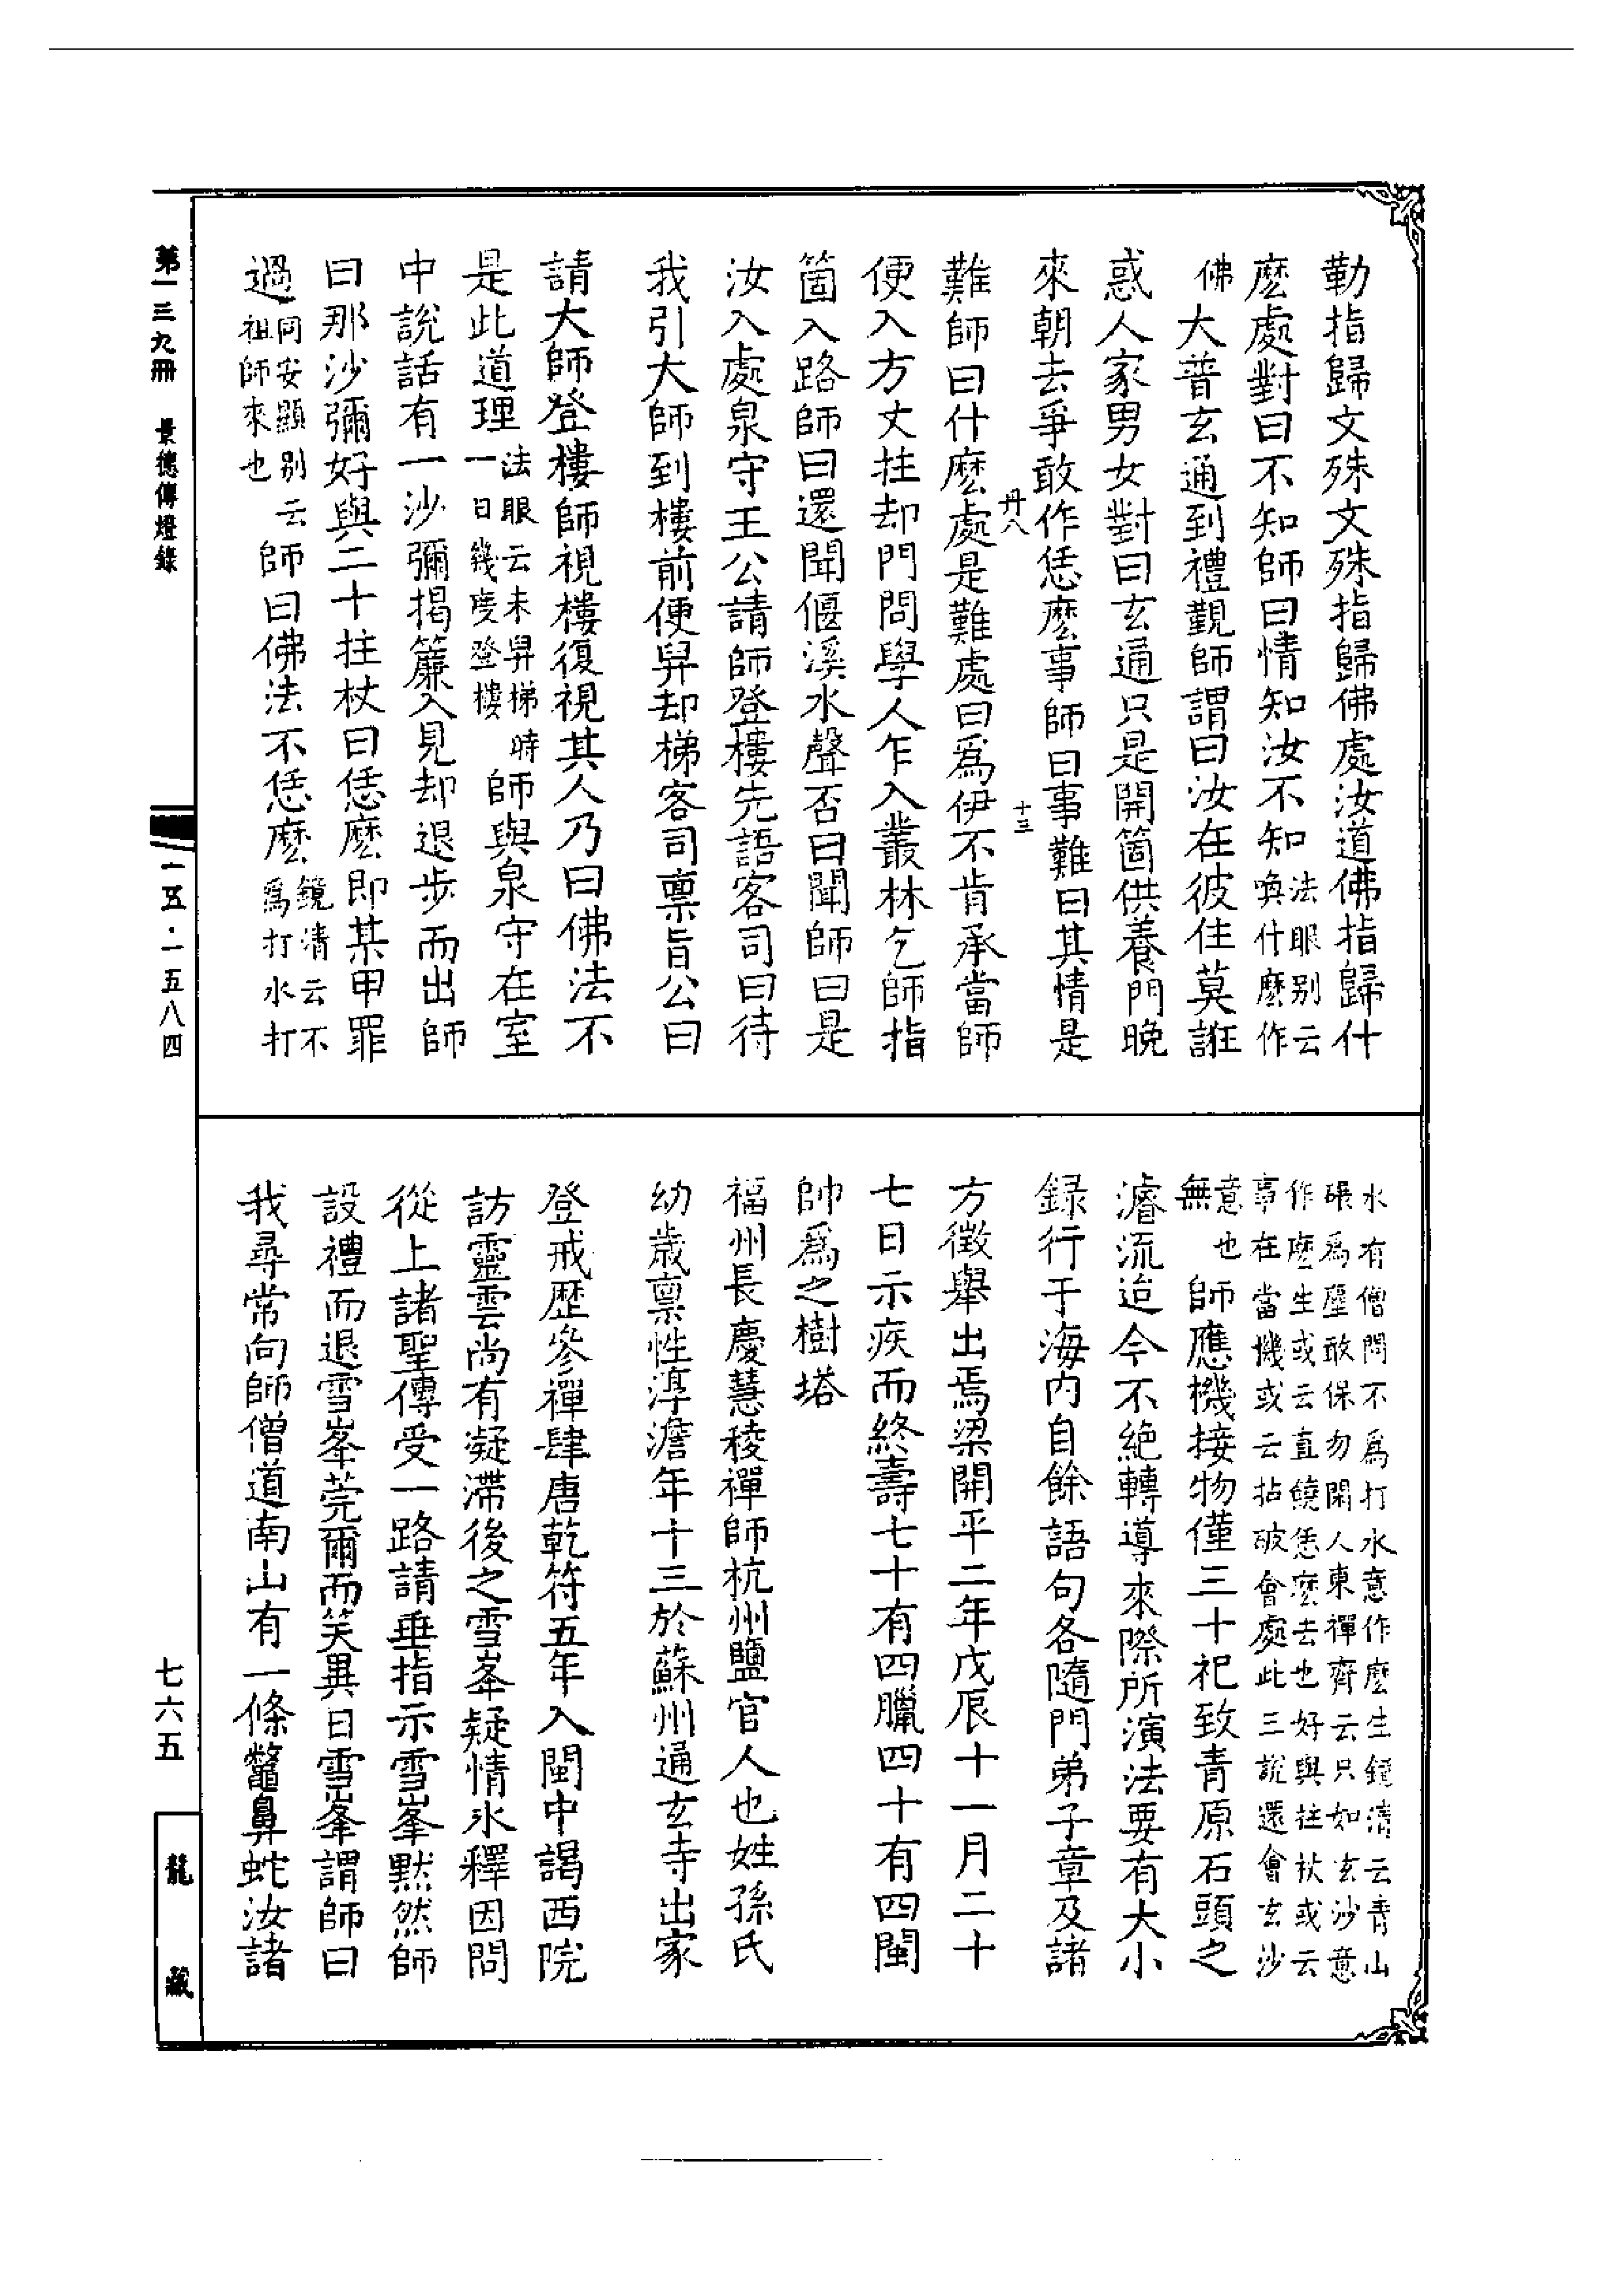 勒指歸文殊文殊指歸佛處汝道佛指歸什
麽處對曰不知師曰情知汝不知法眼别云喚什麽作
佛大普玄通到禮覲師謂曰汝在彼住莫誑
惑人家男女對曰玄通只是開箇供養門晚
來朝去爭敢作恁麽事師曰事難曰其情是
丹八
十三
難師曰什麽處是難處曰爲伊不肯承當師
便入方丈拄却門問學人乍入叢林乞師指
箇入路師曰還聞偃溪水聲否曰聞師曰是
汝入處泉守王公請師登樓先語客司曰待
我引大師到樓前便舁却梯客司禀旨公曰
請大師登樓師視樓復視其人乃曰佛法不
是此道理法眼云未舁梯時一日幾度登樓師與泉守在室
中說話有一沙彌揭簾入見却退步而出師
曰那沙彌好與二十拄杖曰恁麽即某甲罪
過同安顯别云祖師來也師曰佛法不恁麽鏡清云不爲打水打
水有僧問不爲打水意作麽生鏡清云青山
碾爲塵敢保勿閑人東禪齊云只如玄沙意
作麽生或云直饒恁麽去也好與拄杖或云
事在當機或云拈破會處此三說還會玄沙
意也無師應機接物僅三十祀致青原石頭之
濬流迨今不絶轉導來際所演法要有大小
録行于海内自餘語句各隨門弟子章及諸
方徵舉出焉梁開平二年戊辰十一月二十
七日示疾而終壽七十有四臘四十有四閩
帥爲之樹塔
福州長慶慧稜禪師杭州鹽官人也姓孫氏
幼歲禀性淳澹年十三於蘇州通玄寺出家
登戒歷參禪肆唐乾符五年入閩中謁西院
訪靈雲尚有凝滯後之雪峯疑情氷釋因問
從上諸聖傳受一路請垂指示雪峯黙然師
設禮而退雪峯莞爾而笑異日雪峯謂師曰
我尋常向師僧道南山有一條鼈鼻蛇汝諸
第一三九冊　景德傳燈錄
一五·一五八四
七六五
龍藏